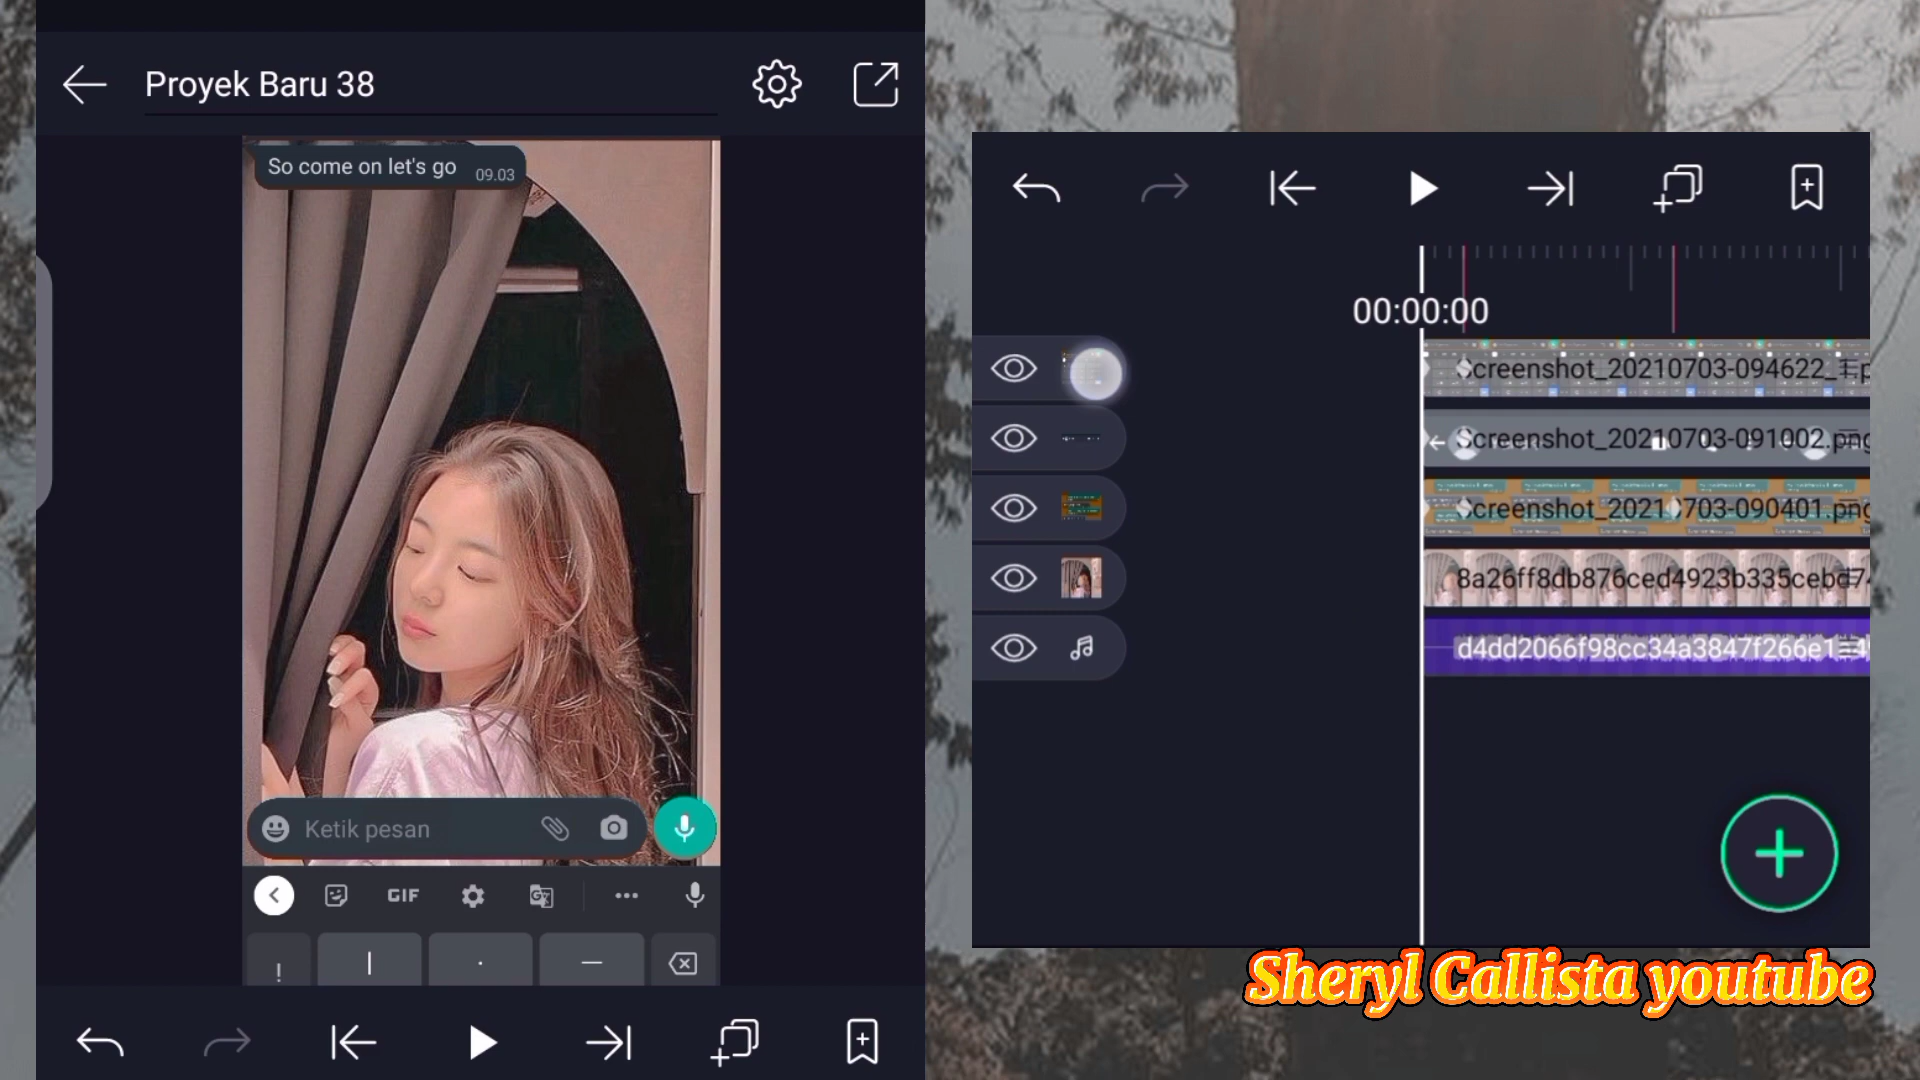 Proyek Baru 38
So come on let's go 09.03
Ketik pesan
GIF
!
00:00:00
Screenshot_20210703-094622_
Screenshot_20210703-091002.png
Screenshot_20210703-090401.png
8a26ff8db876ced4923b335cebd7
d4dd2066f98cc34a3847f266e1
Sheryl Callista youtube